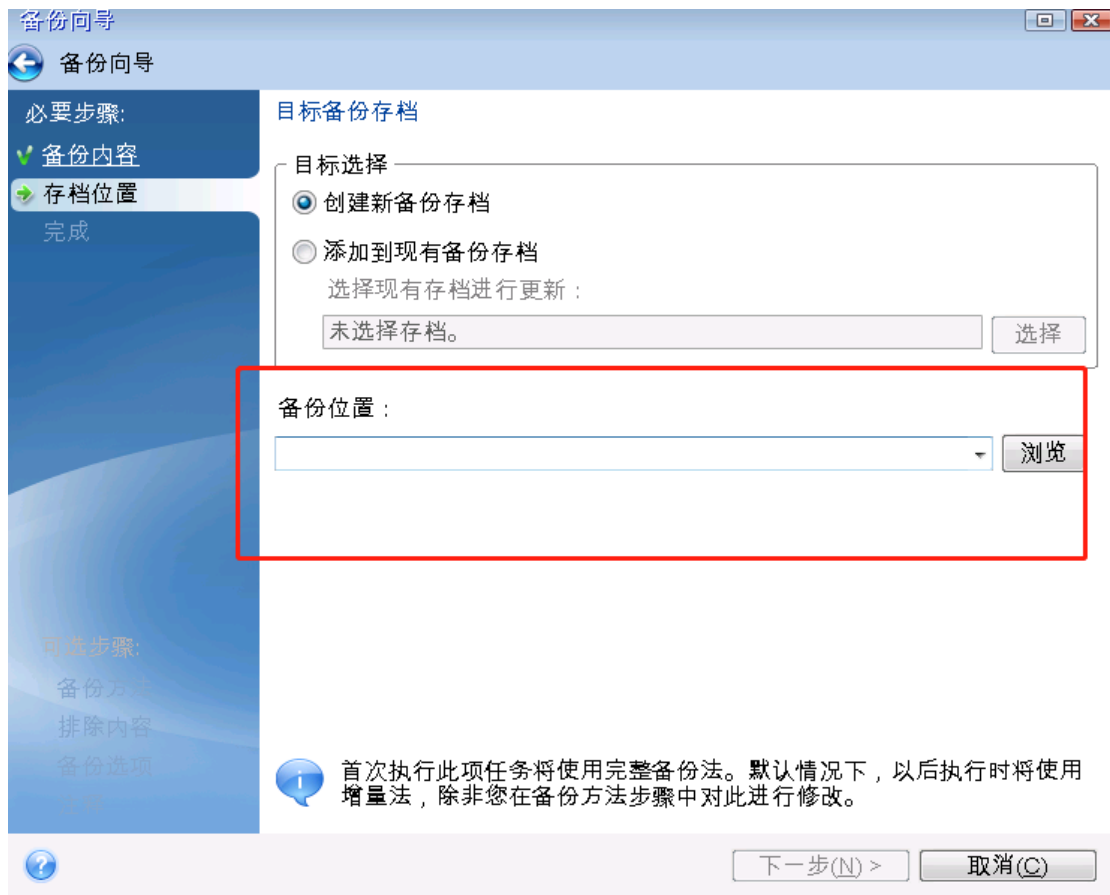 备份向导
备份向导
必要步骤:
备份内容
存档位置
完成
目标备份存档
目标选择
创建新备份存档
添加到现有备份存档
选择现有存档进行更新：
未选择存档。
选择
备份位置：
浏览
可选步骤:
备份方法
排除内容
备份选项
首次执行此项任务将使用完整备份法。默认情况下，以后执行时将使用
增量法，除非您在备份方法步骤中对此进行修改。
下一步(N) >
取消(C)